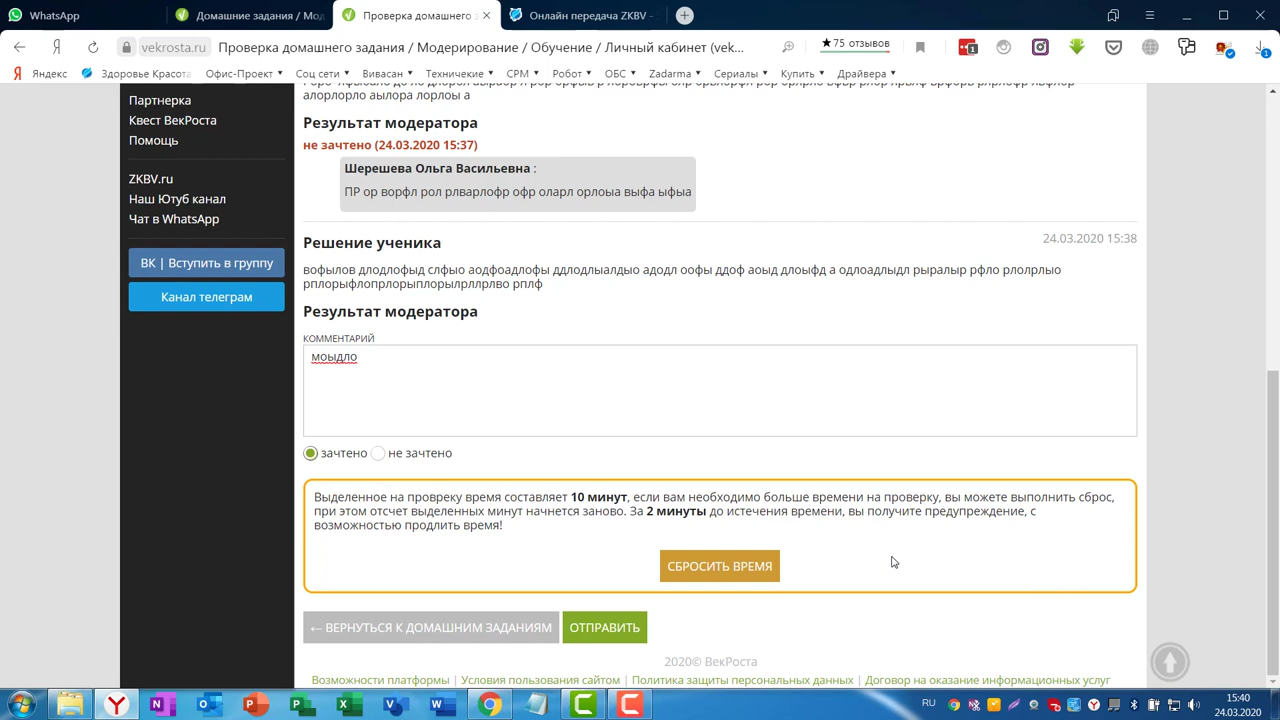 WhatsApp
Домашние задания / Мод
Проверка домашнего з
Онлайн передача ZKBV -
vekrosta.ru
Проверка домашнего задания / Модерирование / Обучение / Личный кабинет (vek...
★75 отзывов
1
1
Яндекс
Здоровье Красота
Офис-Проект
Соц сети
Вивасан
Техничекие
СРМ
Робот
ОБС
Zadarma
Сериалы
Купить
Драйвера
Партнерка
Квест ВекРоста
Помощь
ZKBV.ru
Наш Ютуб канал
Чат в WhatsApp
ВК | Вступить в группу
Канал телеграм
алорлорло аылора лорлоы а
Результат модератора
не зачтено (24.03.2020 15:37)
Шерешева Ольга Васильевна :
ПР ор ворфл рол рлварлофр офр оларл орлоыа выфа ыфыа
Решение ученика
24.03.2020 15:38
вофылов длодлофыд слфыо аодфоадлофы ддлодлыалдыо адодл оофы ддоф аоыд длоыфд а одлоадлыдл рыралыр рфло рлолрлыо
рплорыфлопрлорыплорылрлрлво рплф
Результат модератора
КОММЕНТАРИЙ
моыдло
зачтено
не зачтено
Выделенное на провреку время составляет 10 минут, если вам необходимо больше времени на проверку, вы можете выполнить сброс,
при этом отсчет выделенных минут начнется заново. За 2 минуты до истечения времени, вы получите предупреждение, с
возможностью продлить время!
СБРОСИТЬ ВРЕМЯ
← ВЕРНУТЬСЯ К ДОМАШНИМ ЗАДАНИЯМ
ОТПРАВИТЬ
2020© ВекРоста
Возможности платформы | Условия пользования сайтом | Политика защиты персональных данных | Договор на оказание информационных услуг
RU
15:40
24.03.2020